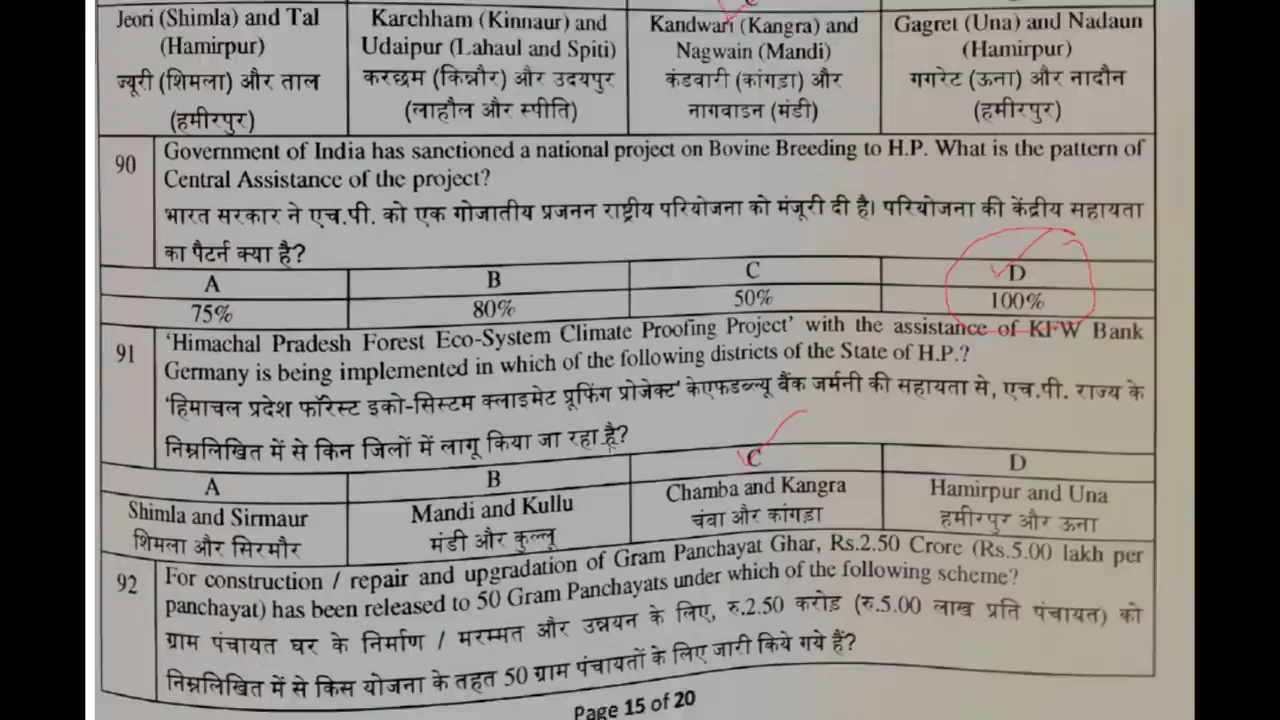 Jeori (Shimla) and Tal (Hamirpur)
ज्यूरी (शिमला) और ताल (हमीरपुर)
Karchham (Kinnaur) and Udaipur (Lahaul and Spiti)
करछम (किन्नौर) और उदयपुर (लाहौल और स्पीति)
Kandwari (Kangra) and Nagwain (Mandi)
कंडवारी (कांगड़ा) और नागवाइन (मंडी)
Gagret (Una) and Nadaun (Hamirpur)
गगरेट (ऊना) और नादौन (हमीरपुर)
90 Government of India has sanctioned a national project on Bovine Breeding to H.P. What is the pattern of
Central Assistance of the project?
भारत सरकार ने एच.पी. को एक गोजातीय प्रजनन राष्ट्रीय परियोजना को मंजूरी दी है। परियोजना की केंद्रीय सहायता
का पैटर्न क्या है?
A B C D
75% 80% 50% 100%
91 'Himachal Pradesh Forest Eco-System Climate Proofing Project' with the assistance of KFW Bank
Germany is being implemented in which of the following districts of the State of H.P.?
'हिमाचल प्रदेश फॉरेस्ट इको-सिस्टम क्लाइमेट प्रूफिंग प्रोजेक्ट' केएफडब्ल्यू बैंक जर्मनी की सहायता से, एच.पी. राज्य के
निम्नलिखित में से किन जिलों में लागू किया जा रहा है?
A B C D
Shimla and Sirmaur Mandi and Kullu Chamba and Kangra Hamirpur and Una
शिमला और सिरमौर मंडी और कुल्लू चंबा और कांगड़ा हमीरपुर और ऊना
92 For construction / repair and upgradation of Gram Panchayat Ghar, Rs.2.50 Crore (Rs.5.00 lakh per
panchayat) has been released to 50 Gram Panchayats under which of the following scheme?
ग्राम पंचायत घर के निर्माण / मरम्मत और उन्नयन के लिए, रु.2.50 करोड़ (रु.5.00 लाख प्रति पंचायत) को
निम्नलिखित में से किस योजना के तहत 50 ग्राम पंचायतों के लिए जारी किये गये हैं?
Page 15 of 20